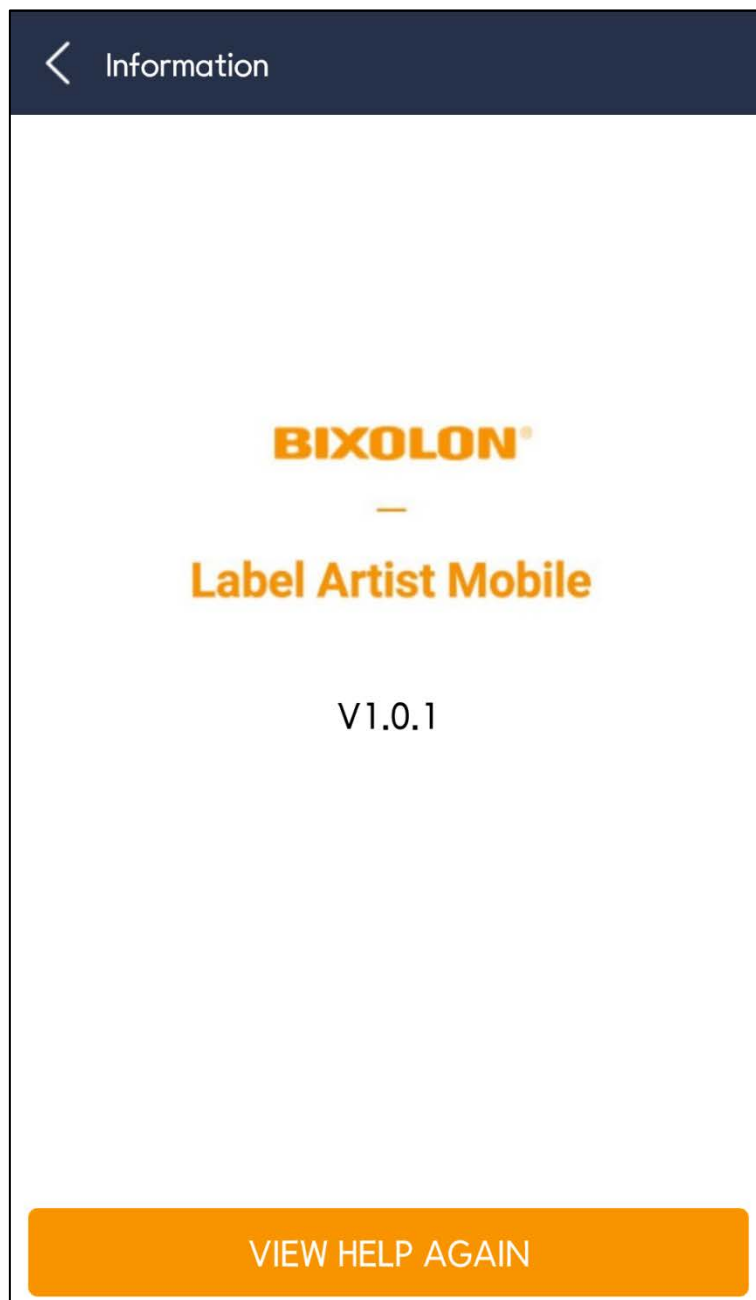 Information
BIXOLON®
Label Artist Mobile
V1.0.1
VIEW HELP AGAIN